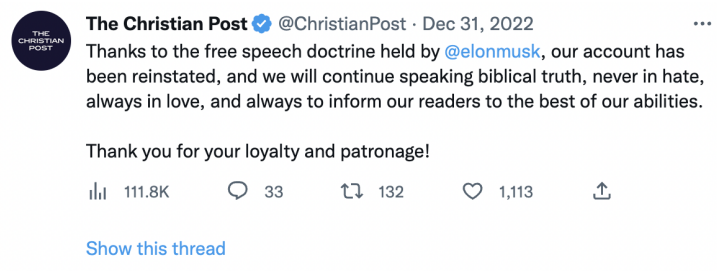 THE
CHRISTIAN
POST
The Christian Post @ChristianPost · Dec 31, 2022
Thanks to the free speech doctrine held by @elonmusk, our account has
been reinstated, and we will continue speaking biblical truth, never in hate,
always in love, and always to inform our readers to the best of our abilities.
Thank you for your loyalty and patronage!
111.8K 33 132 1,113
Show this thread